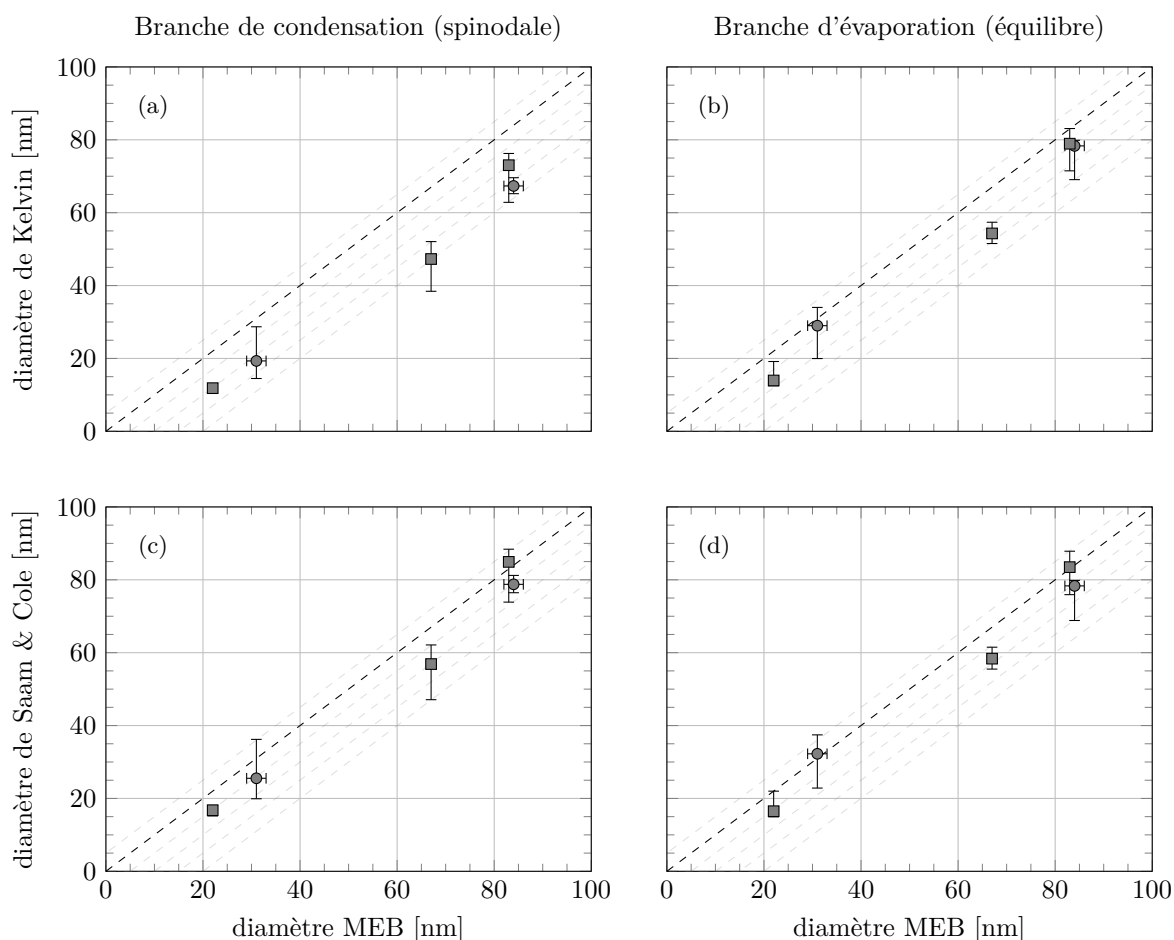 Branche de condensation (spinodale)
Branche d'évaporation (équilibre)
diamètre de Kelvin [nm]
100
80
60
40
20
0
(a)
(b)
diamètre de Saam & Cole [nm]
100
80
60
40
20
0
(c)
(d)
0 20 40 60 80 100
0 20 40 60 80 100
diamètre MEB [nm]
diamètre MEB [nm]